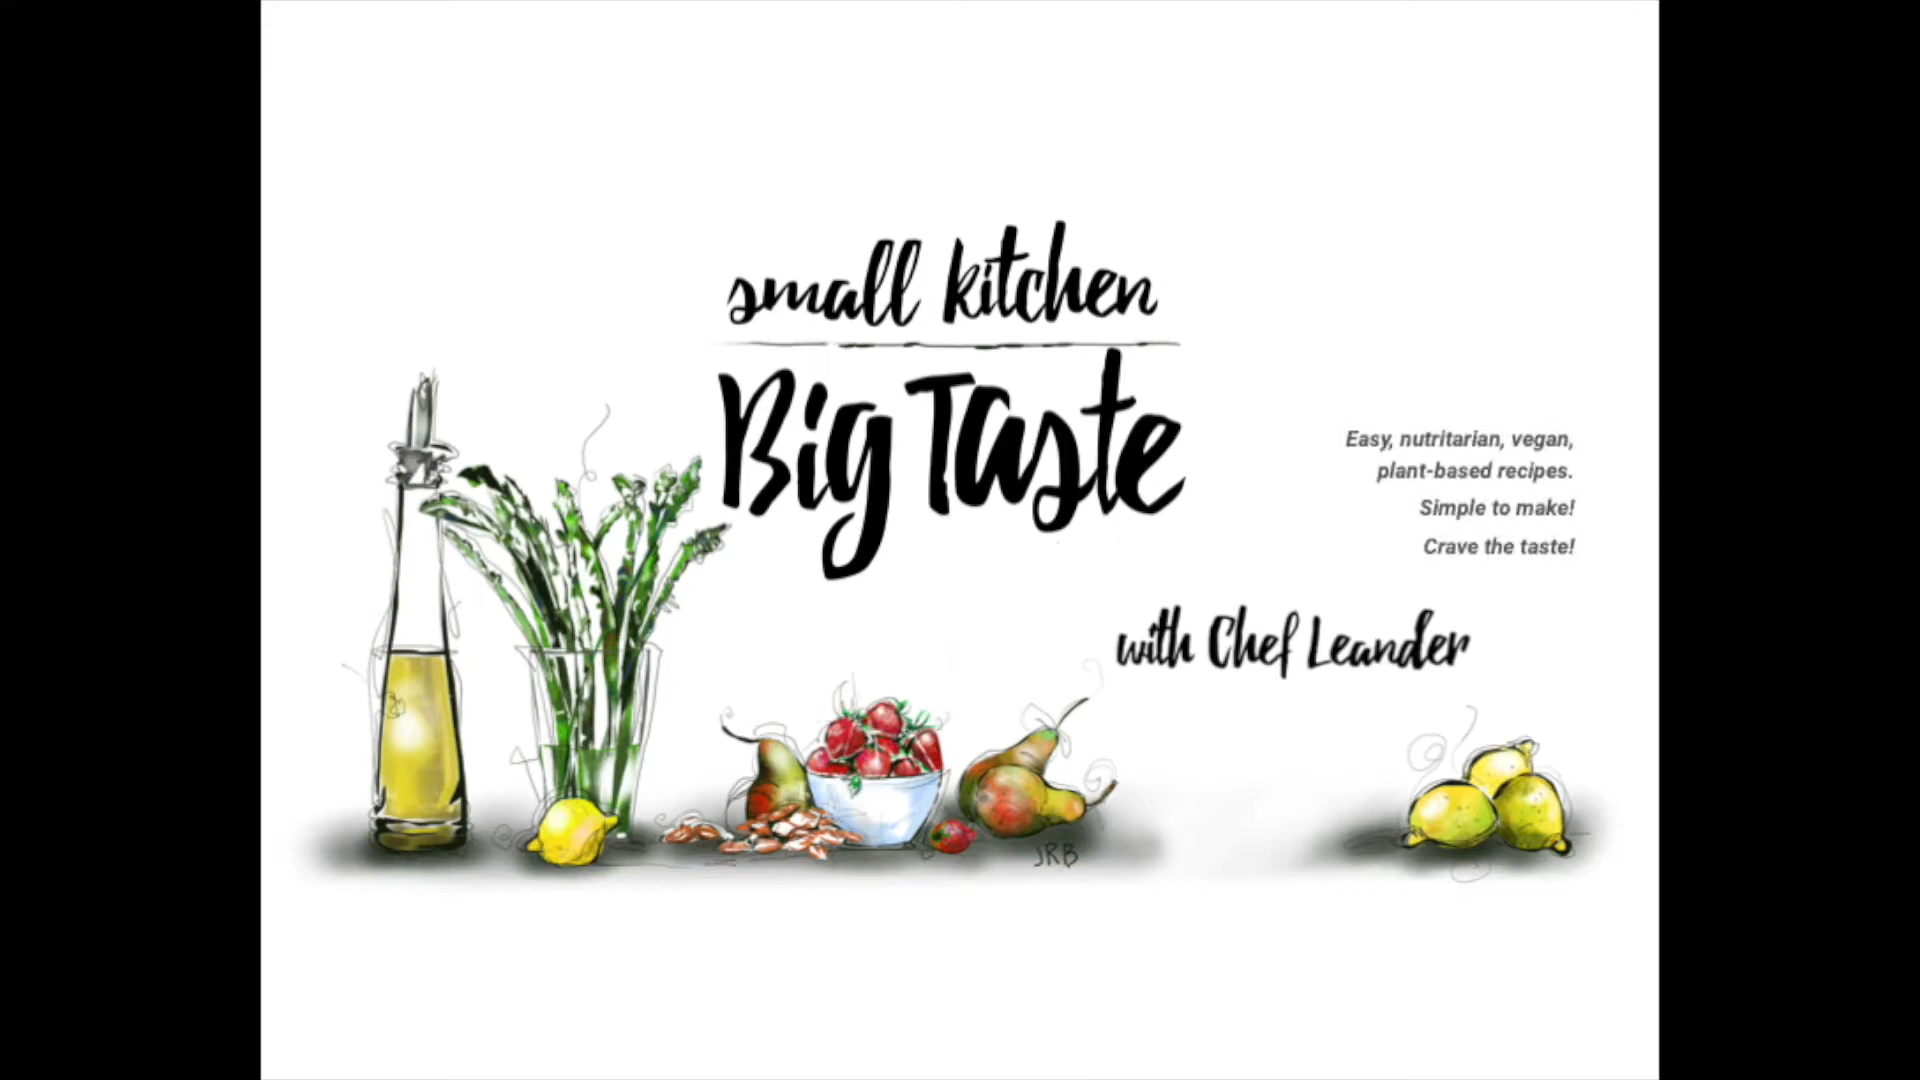 small kitchen
Big Taste
Easy, nutritarian, vegan,
plant-based recipes.
Simple to make!
Crave the taste!
with Chef Leander
JRB